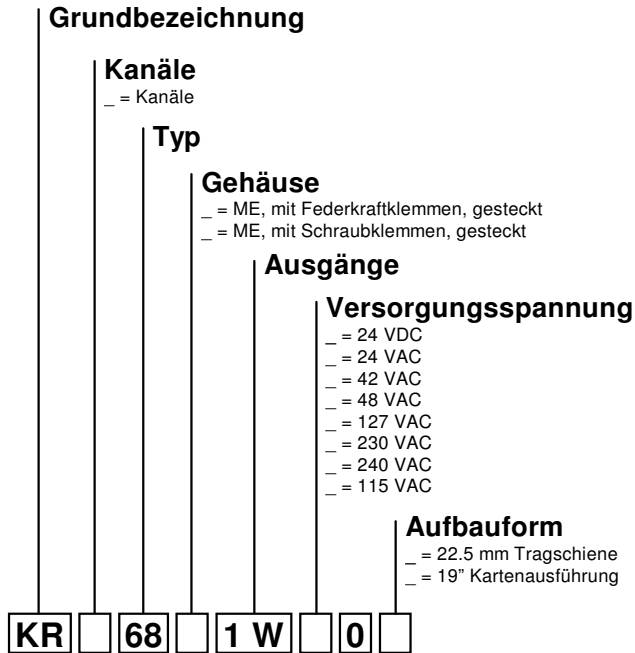 Grundbezeichnung
Kanäle
_ = Kanäle
Typ
Gehäuse
_ = ME, mit Federkraftklemmen, gesteckt
_ = ME, mit Schraubklemmen, gesteckt
Ausgänge
Versorgungsspannung
_ = 24 VDC
_ = 24 VAC
_ = 42 VAC
_ = 48 VAC
_ = 127 VAC
_ = 230 VAC
_ = 240 VAC
_ = 115 VAC
Aufbauform
_ = 22.5 mm Tragschiene
_ = 19” Kartenausführung
KR 68 1 W 0